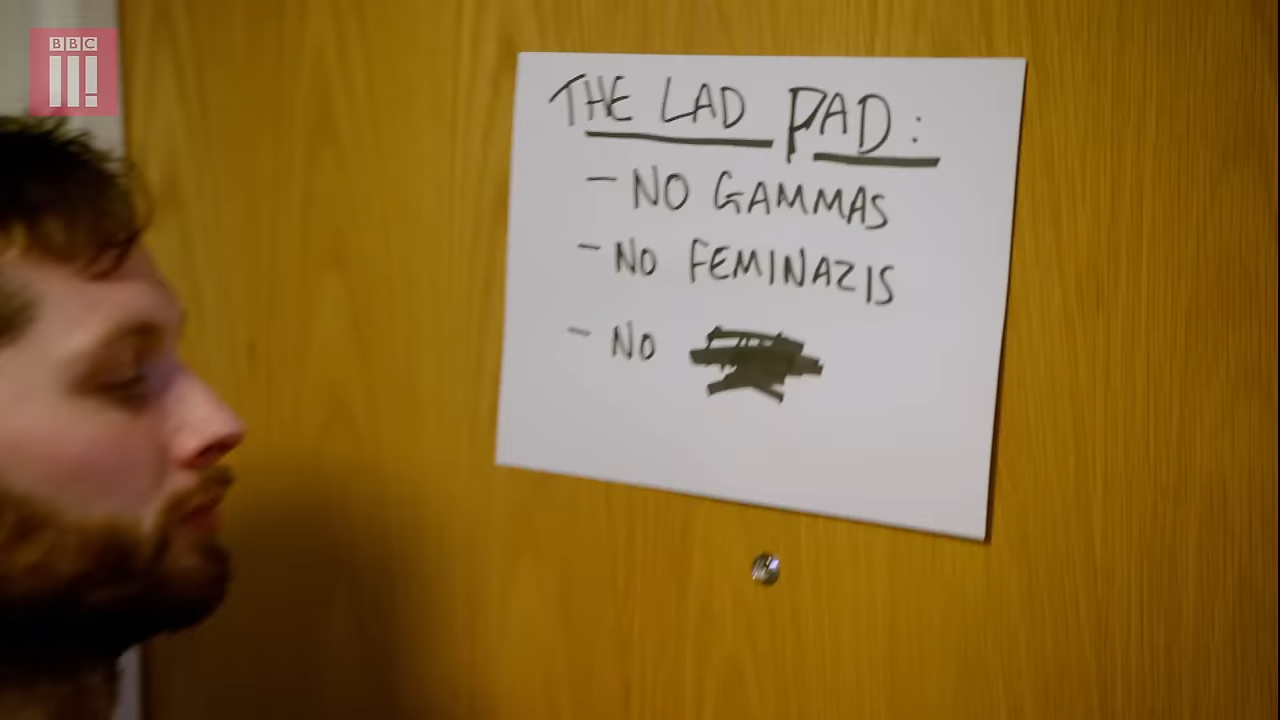 BBC
THE LAD PAD:
- NO GAMMAS
- NO FEMINAZIS
- NO